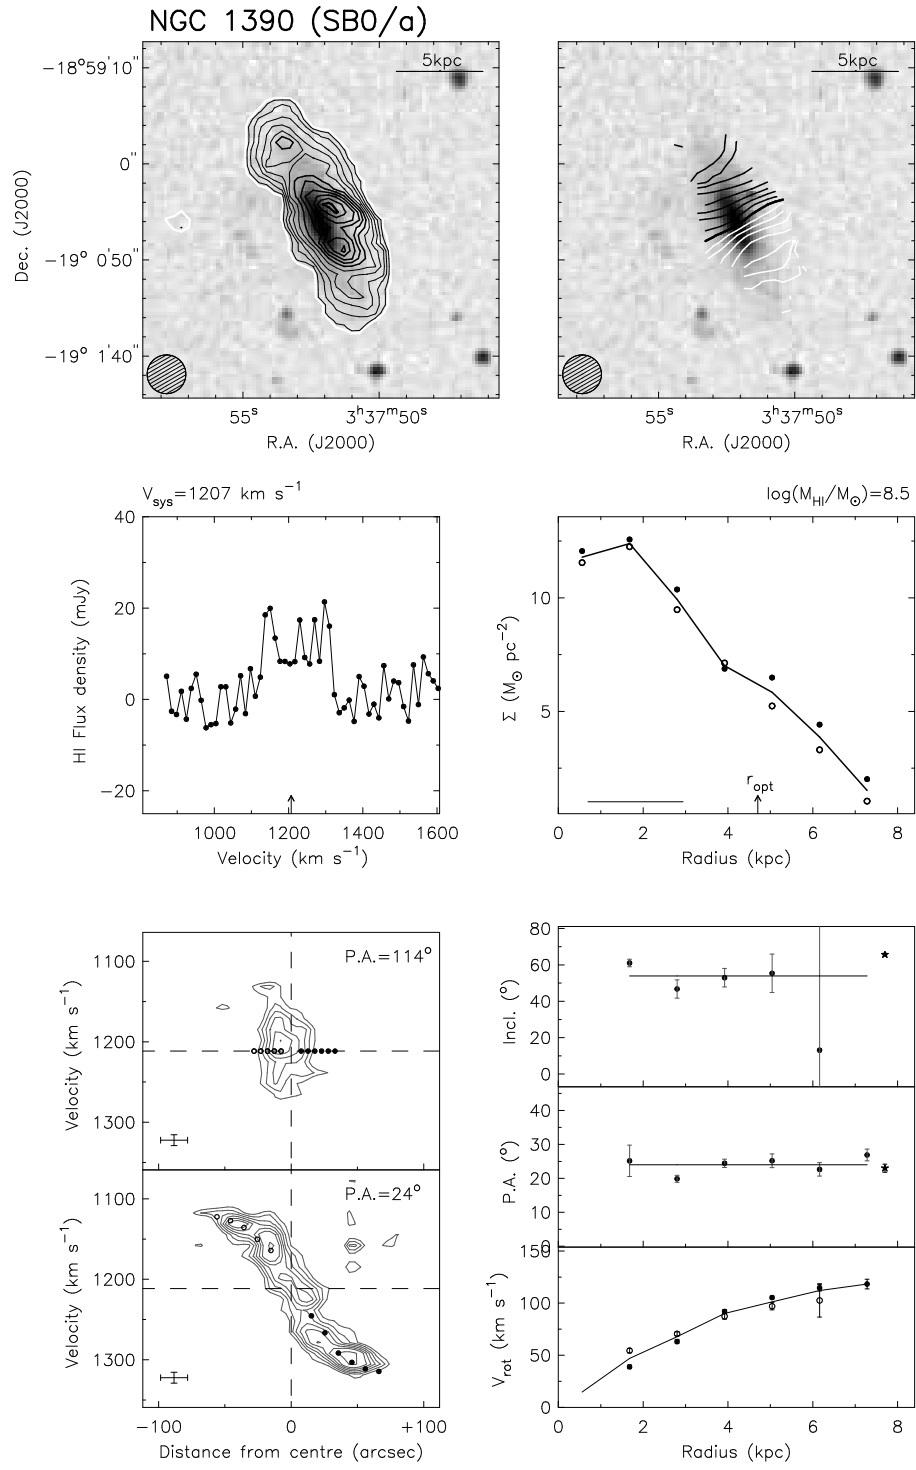 NGC 1390 (SB0/a)
5kpc
5kpc
−18°59'10"
0"
−19° 0'50"
−19° 1'40"
Dec. (J2000)
55ˢ 3ʰ37ᵐ50ˢ
55ˢ 3ʰ37ᵐ50ˢ
R.A. (J2000)
R.A. (J2000)
V_sys=1207 km s⁻¹
40
20
0
−20
HI Flux density (mJy)
1000 1200 1400 1600
Velocity (km s⁻¹)
log(M_HI/M⊙)=8.5
10
5
Σ (M⊙ pc⁻²)
r_opt
0 2 4 6 8
Radius (kpc)
P.A.=114°
1100
1200
1300
Velocity (km s⁻¹)
P.A.=24°
1100
1200
1300
Velocity (km s⁻¹)
−100 0 +100
Distance from centre (arcsec)
80
60
40
20
0
Incl. (°)
40
30
20
10
0
P.A. (°)
150
100
50
0
V_rot (km s⁻¹)
0 2 4 6 8
Radius (kpc)